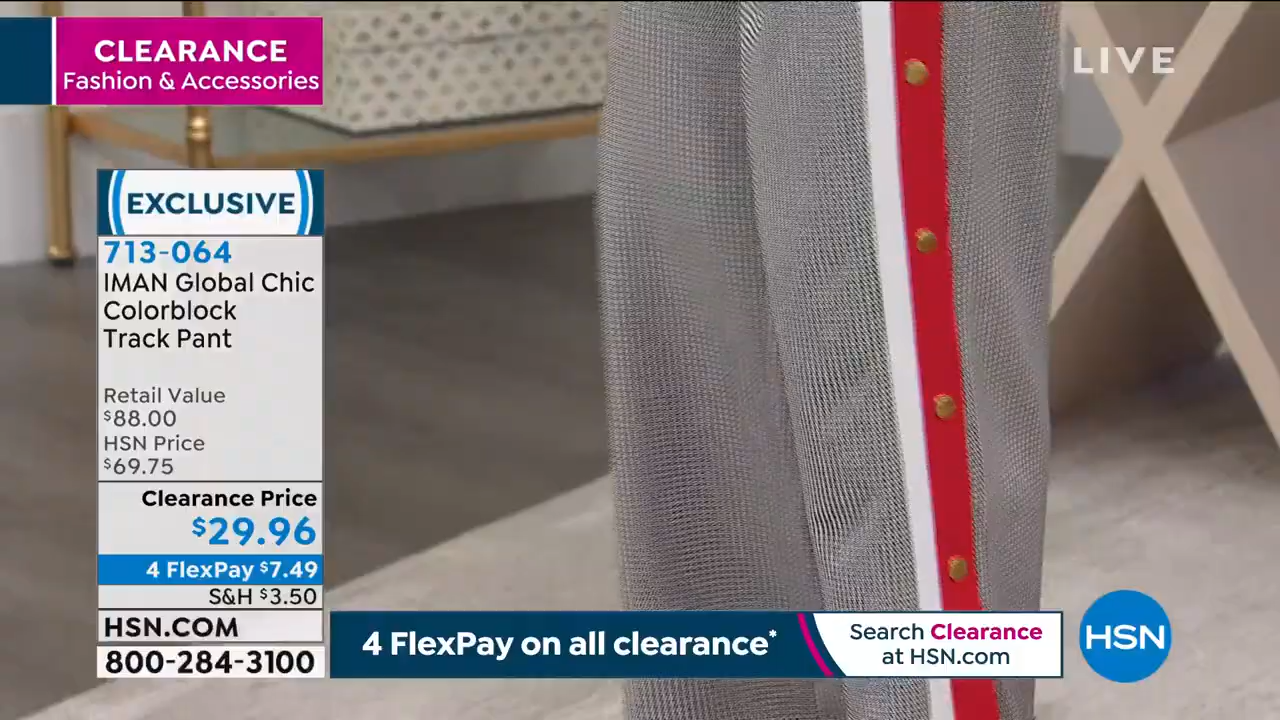 CLEARANCE
Fashion & Accessories
LIVE
EXCLUSIVE
713-064
IMAN Global Chic
Colorblock
Track Pant
Retail Value
$88.00
HSN Price
$69.75
Clearance Price
$29.96
4 FlexPay $7.49
S&H $3.50
HSN.COM
800-284-3100
4 FlexPay on all clearance*
Search Clearance
at HSN.com
HSN